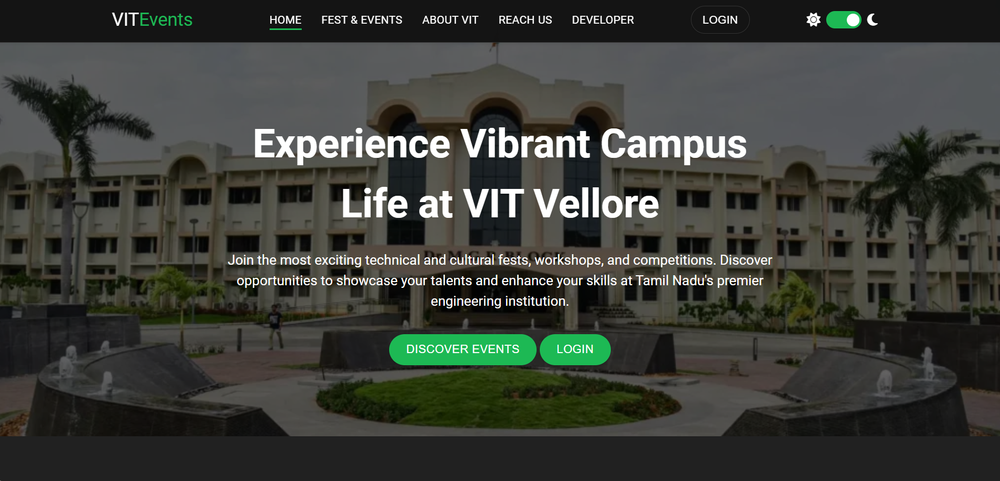 VITEvents
HOME
FEST & EVENTS
ABOUT VIT
REACH US
DEVELOPER
LOGIN
Experience Vibrant Campus
Life at VIT Vellore
Dr. M.G.R. BLOCK
Join the most exciting technical and cultural fests, workshops, and competitions. Discover
opportunities to showcase your talents and enhance your skills at Tamil Nadu's premier
engineering institution.
DISCOVER EVENTS
LOGIN